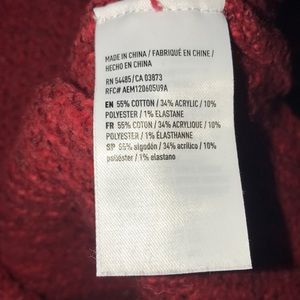 MADE IN CHINA / FABRIQUÉ EN CHINE /
HECHO EN CHINA
RN 54485/CA 03873
RFC# AEM120605U9A
EN 55% COTTON / 34% ACRYLIC / 10%
POLYESTER / 1% ELASTANE
FR 55% COTON / 34% ACRYLIQUE / 10%
POLYESTER / 1% ÉLASTHANNE
SP 55% algodón / 34% acrílico / 10%
poliéster / 1% elastano